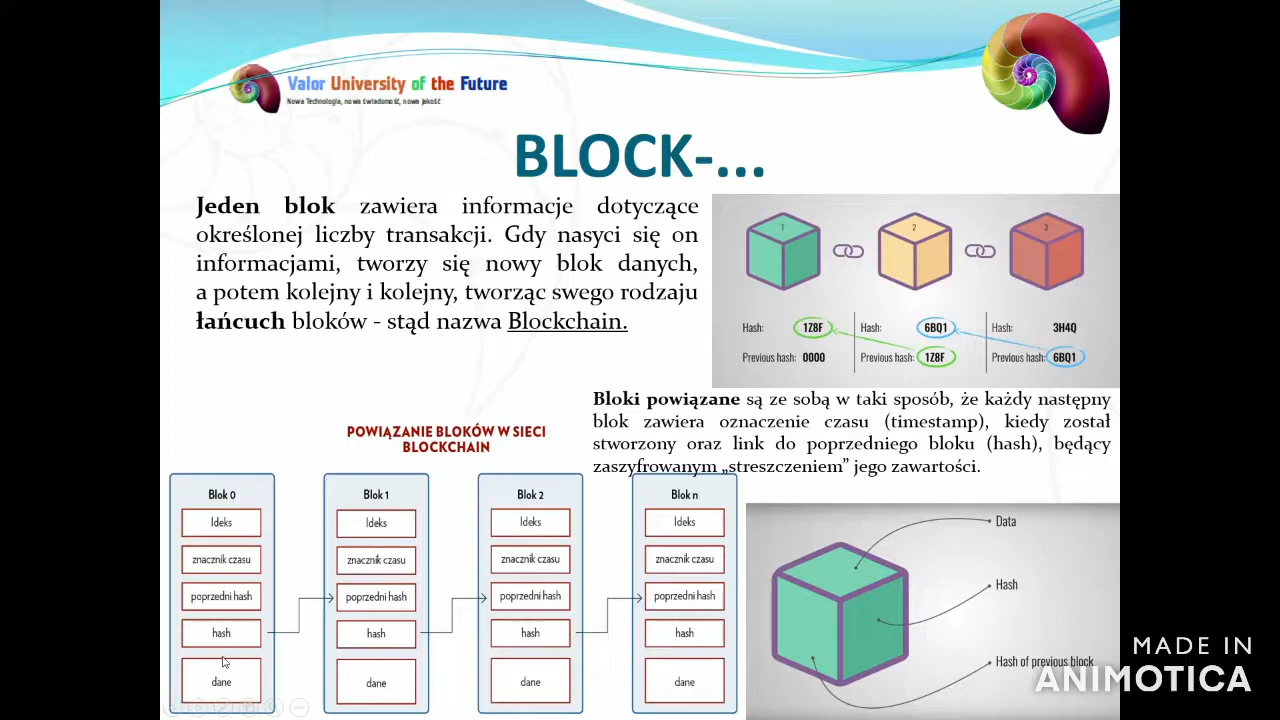 Valor University of the Future
Nowa Technologia, nowa świadomość, nowa jakość
BLOCK-...
Jeden blok zawiera informacje dotyczące
określonej liczby transakcji. Gdy nasyci się on
informacjami, tworzy się nowy blok danych,
a potem kolejny i kolejny, tworząc swego rodzaju
łańcuch bloków - stąd nazwa Blockchain.
1 2 3
Hash: 1Z8F Hash: 6BQ1 Hash: 3H4Q
Previous hash: 0000 Previous hash: 1Z8F Previous hash: 6BQ1
Bloki powiązane są ze sobą w taki sposób, że każdy następny
blok zawiera oznaczenie czasu (timestamp), kiedy został
stworzony oraz link do poprzedniego bloku (hash), będący
zaszyfrowanym „streszczeniem” jego zawartości.
POWIĄZANIE BLOKÓW W SIECI
BLOCKCHAIN
Blok 0 Blok 1 Blok 2 Blok n
Ideks Ideks Ideks Ideks
znacznik czasu znacznik czasu znacznik czasu znacznik czasu
poprzedni hash poprzedni hash poprzedni hash poprzedni hash
hash hash hash hash
dane dane dane dane
Data
Hash
Hash of previous block
MADE IN
ANIMOTICA